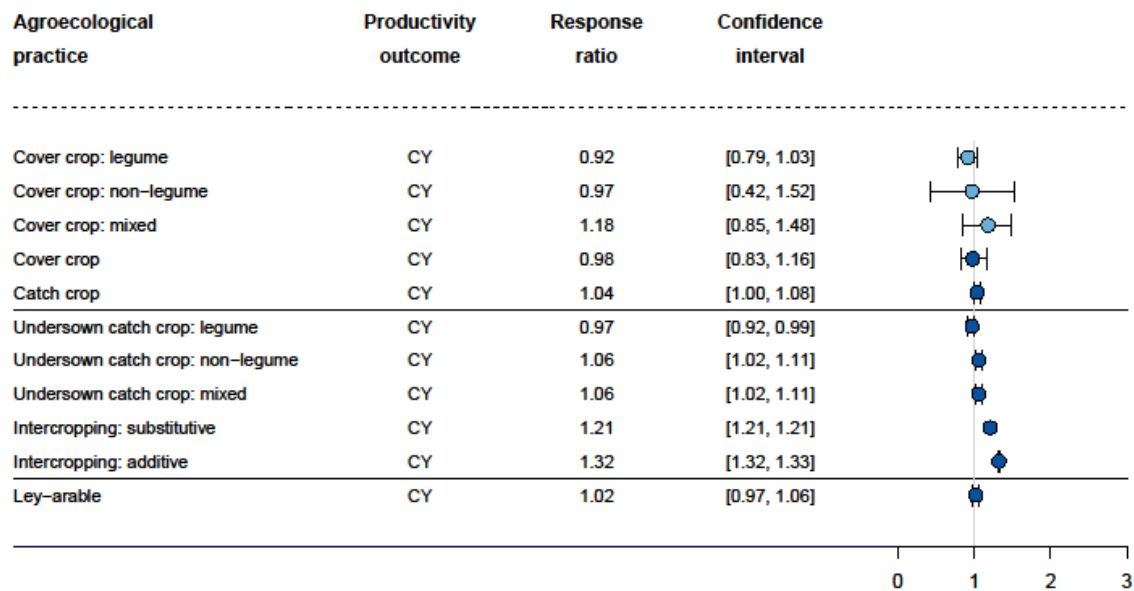 Agroecological Productivity Response Confidence
practice outcome ratio interval
Cover crop: legume CY 0.92 [0.79, 1.03]
Cover crop: non−legume CY 0.97 [0.42, 1.52]
Cover crop: mixed CY 1.18 [0.85, 1.48]
Cover crop CY 0.98 [0.83, 1.16]
Catch crop CY 1.04 [1.00, 1.08]
Undersown catch crop: legume CY 0.97 [0.92, 0.99]
Undersown catch crop: non−legume CY 1.06 [1.02, 1.11]
Undersown catch crop: mixed CY 1.06 [1.02, 1.11]
Intercropping: substitutive CY 1.21 [1.21, 1.21]
Intercropping: additive CY 1.32 [1.32, 1.33]
Ley−arable CY 1.02 [0.97, 1.06]
0 1 2 3